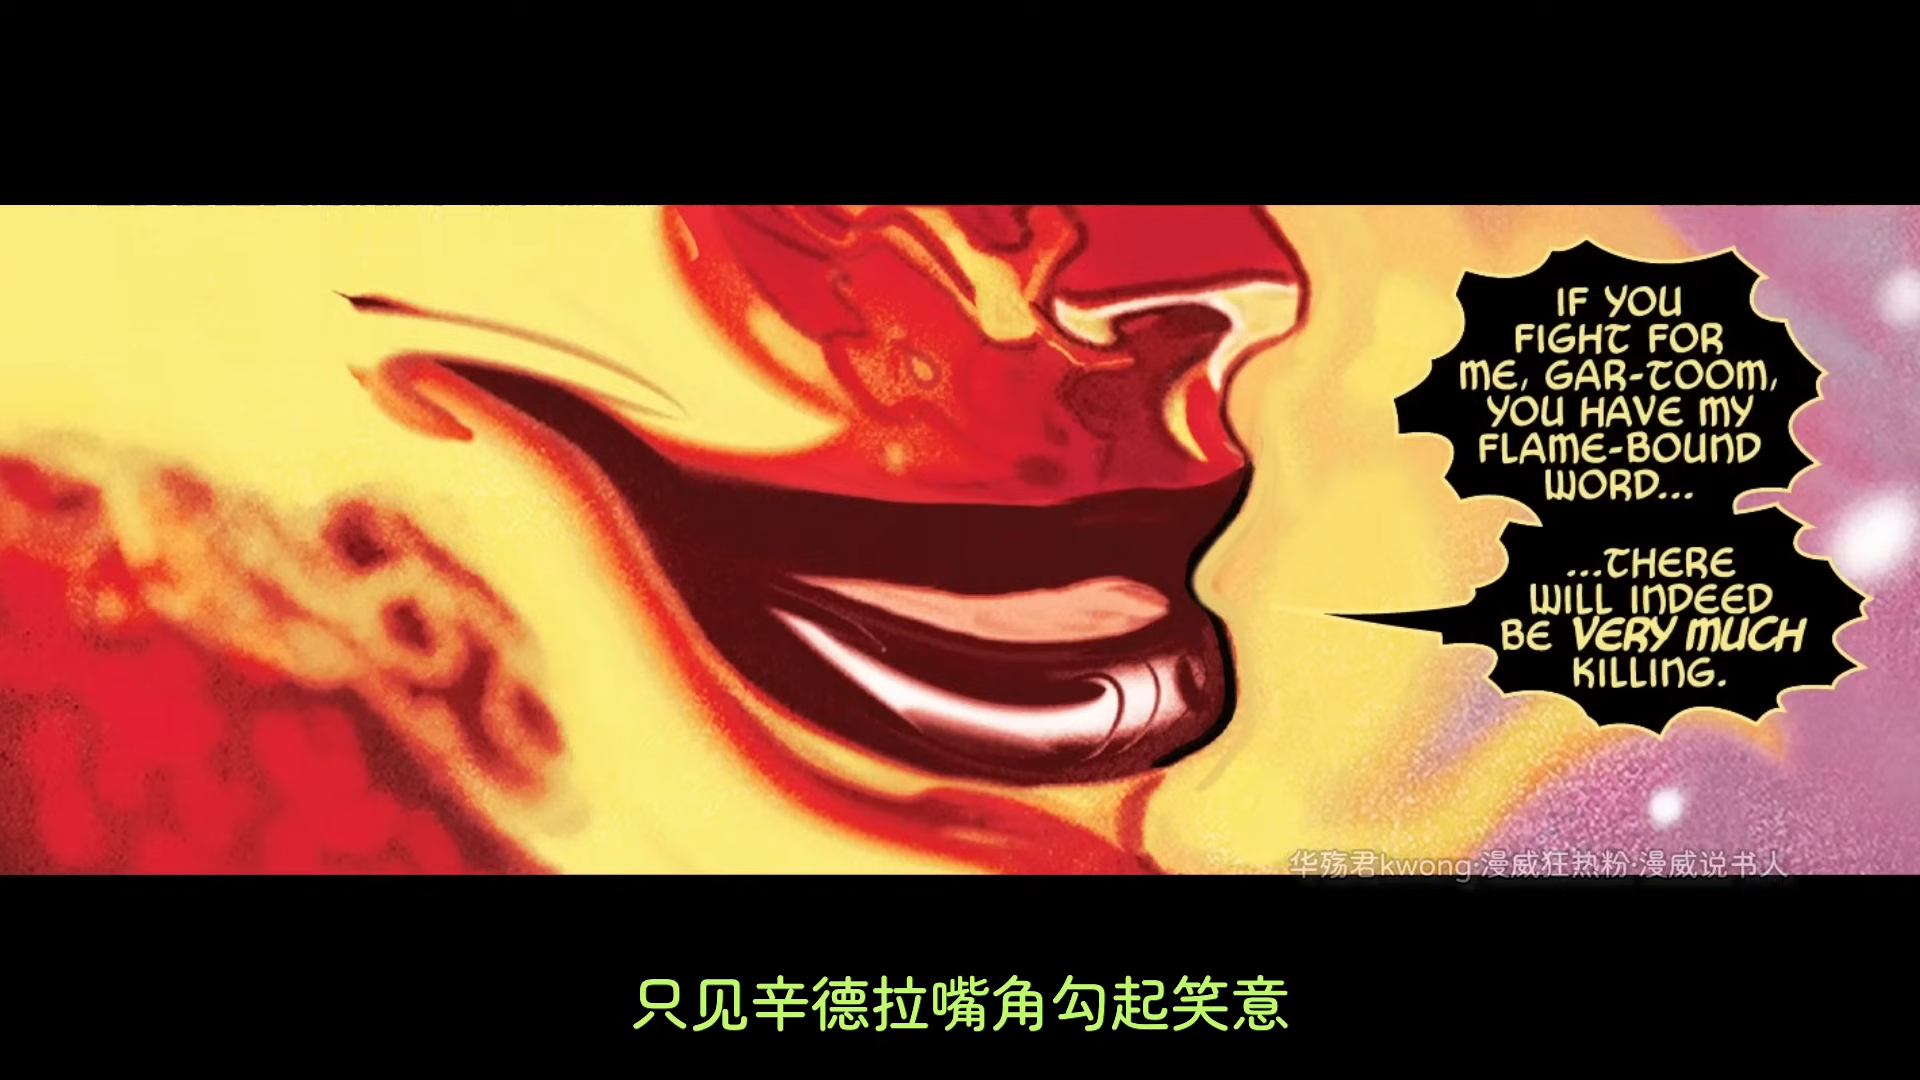 IF YOU
FIGHT FOR
ME, GAR-TOOM,
YOU HAVE MY
FLAME-BOUND
WORD...
...THERE
WILL INDEED
BE VERY MUCH
KILLING.
华殇君kwong·漫威狂热粉·漫威说书人
只见辛德拉嘴角勾起笑意